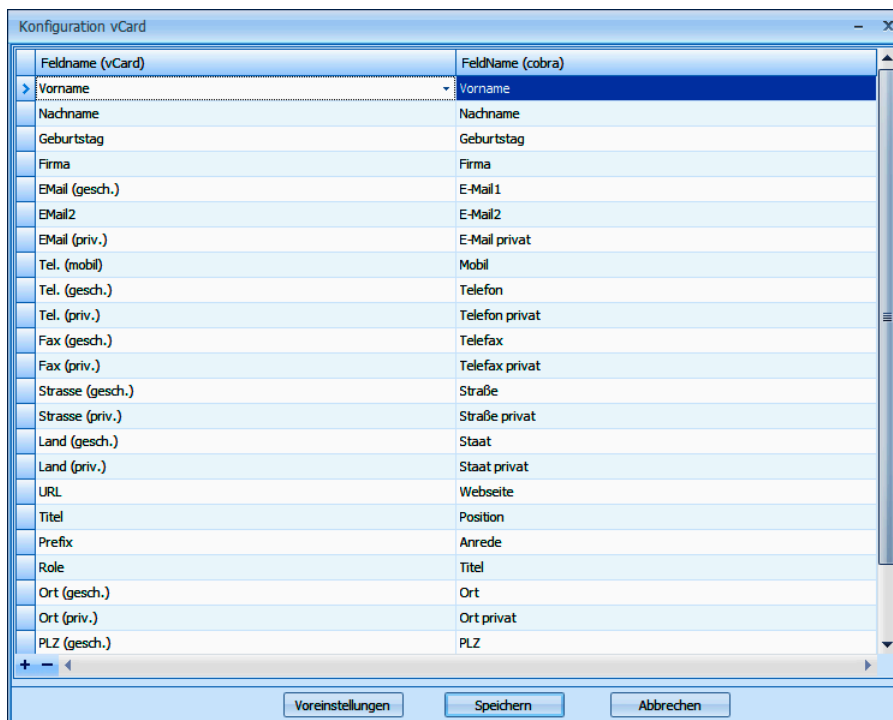 Konfiguration vCard
Feldname (vCard) FeldName (cobra)
Vorname Vorname
Nachname Nachname
Geburtstag Geburtstag
Firma Firma
EMail (gesch.) E-Mail1
EMail2 E-Mail2
EMail (priv.) E-Mail privat
Tel. (mobil) Mobil
Tel. (gesch.) Telefon
Tel. (priv.) Telefon privat
Fax (gesch.) Telefax
Fax (priv.) Telefax privat
Strasse (gesch.) Straße
Strasse (priv.) Straße privat
Land (gesch.) Staat
Land (priv.) Staat privat
URL Webseite
Titel Position
Prefix Anrede
Role Titel
Ort (gesch.) Ort
Ort (priv.) Ort privat
PLZ (gesch.) PLZ
Voreinstellungen Speichern Abbrechen